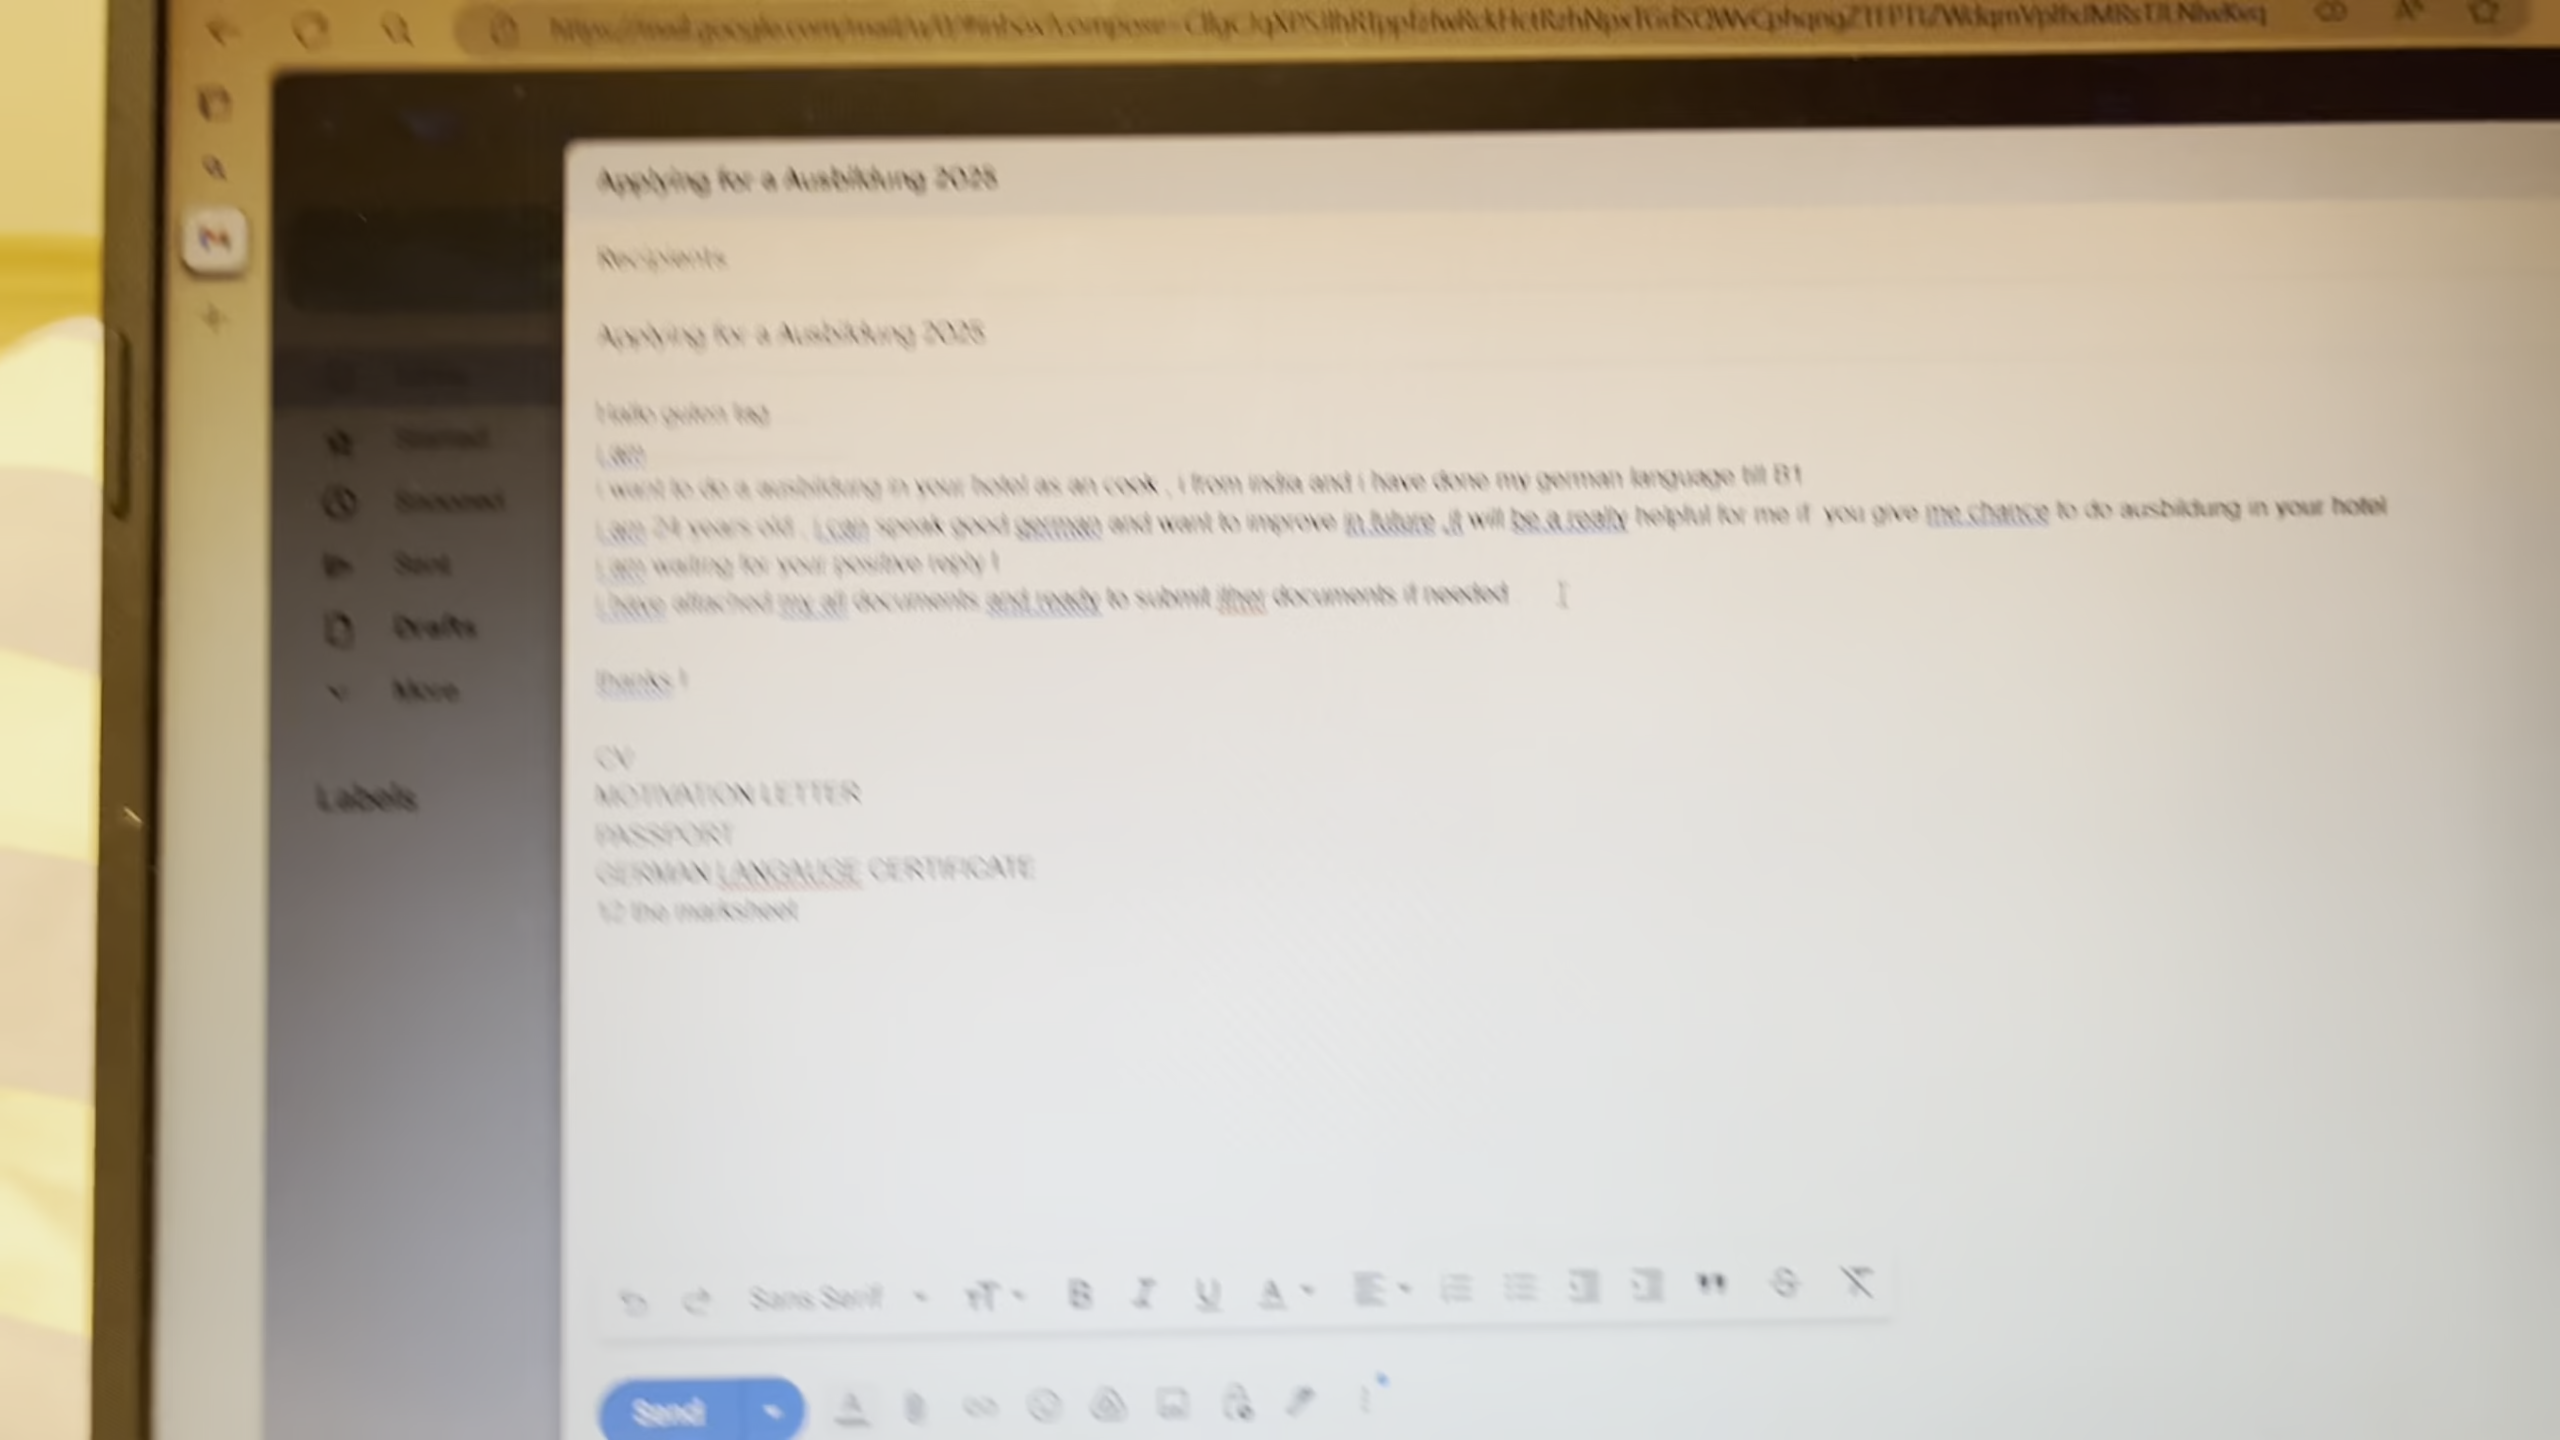 Applying for a Ausbildung
Recipients
Applying for a Ausbildung
Hallo guten tag
i am
i want to do a ausbildung in your hotel as an cook , i from india and i have done my german language till B1
i am 24 years old , i can speak good german and want to improve in future ,it will be a really helpful for me if you give me chance to do ausbildung in your hotel
i am waiting for your positive reply !
i have attached my all documents and ready to submit documents if needed
thanks !
CV
MOTIVATION LETTER
PASSPORT
GERMAN LANGAUGE CERTIFICATE
12 the marksheet
Starred
Snoozed
Sent
Drafts
More
Labels
Sans Serif
Send